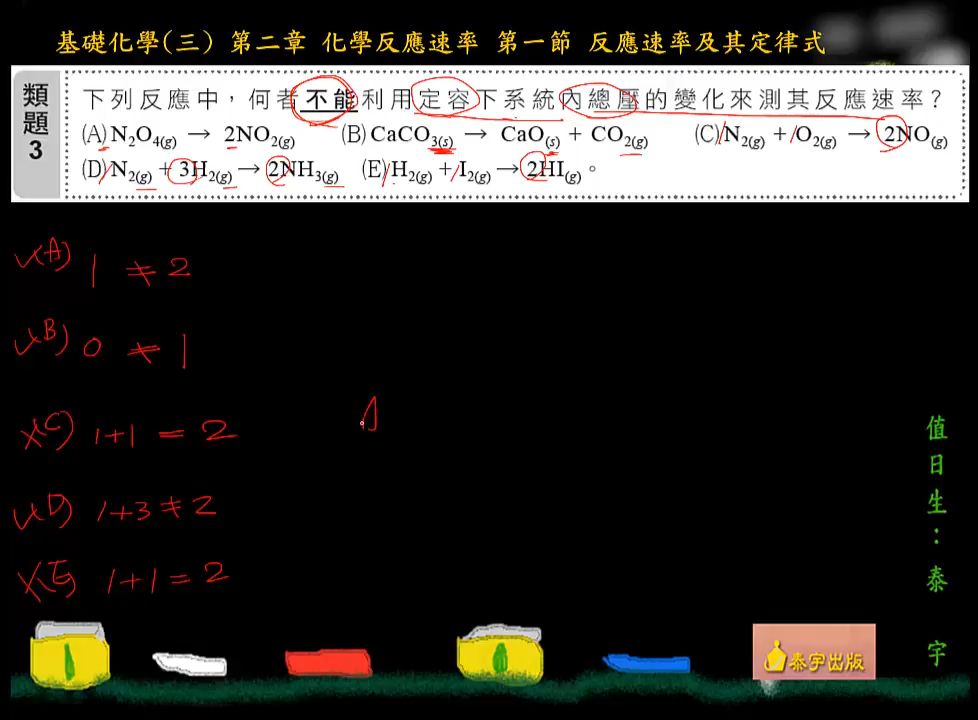 基礎化學(三) 第二章 化學反應速率 第一節 反應速率及其定律式
類題3
下列反應中，何者不能利用定容下系統內總壓的變化來測其反應速率？
(A) N₂O₄(g) → 2NO₂(g) (B) CaCO₃(s) → CaO(s) + CO₂(g) (C) N₂(g) + O₂(g) → 2NO(g)
(D) N₂(g) + 3H₂(g) → 2NH₃(g) (E) H₂(g) + I₂(g) → 2HI(g)。
✓(A) 1 ≠ 2
✓(B) 0 ≠ 1
×(C) 1+1 = 2
✓(D) 1+3 ≠ 2
×(E) 1+1 = 2
值日生：泰宇
泰宇出版